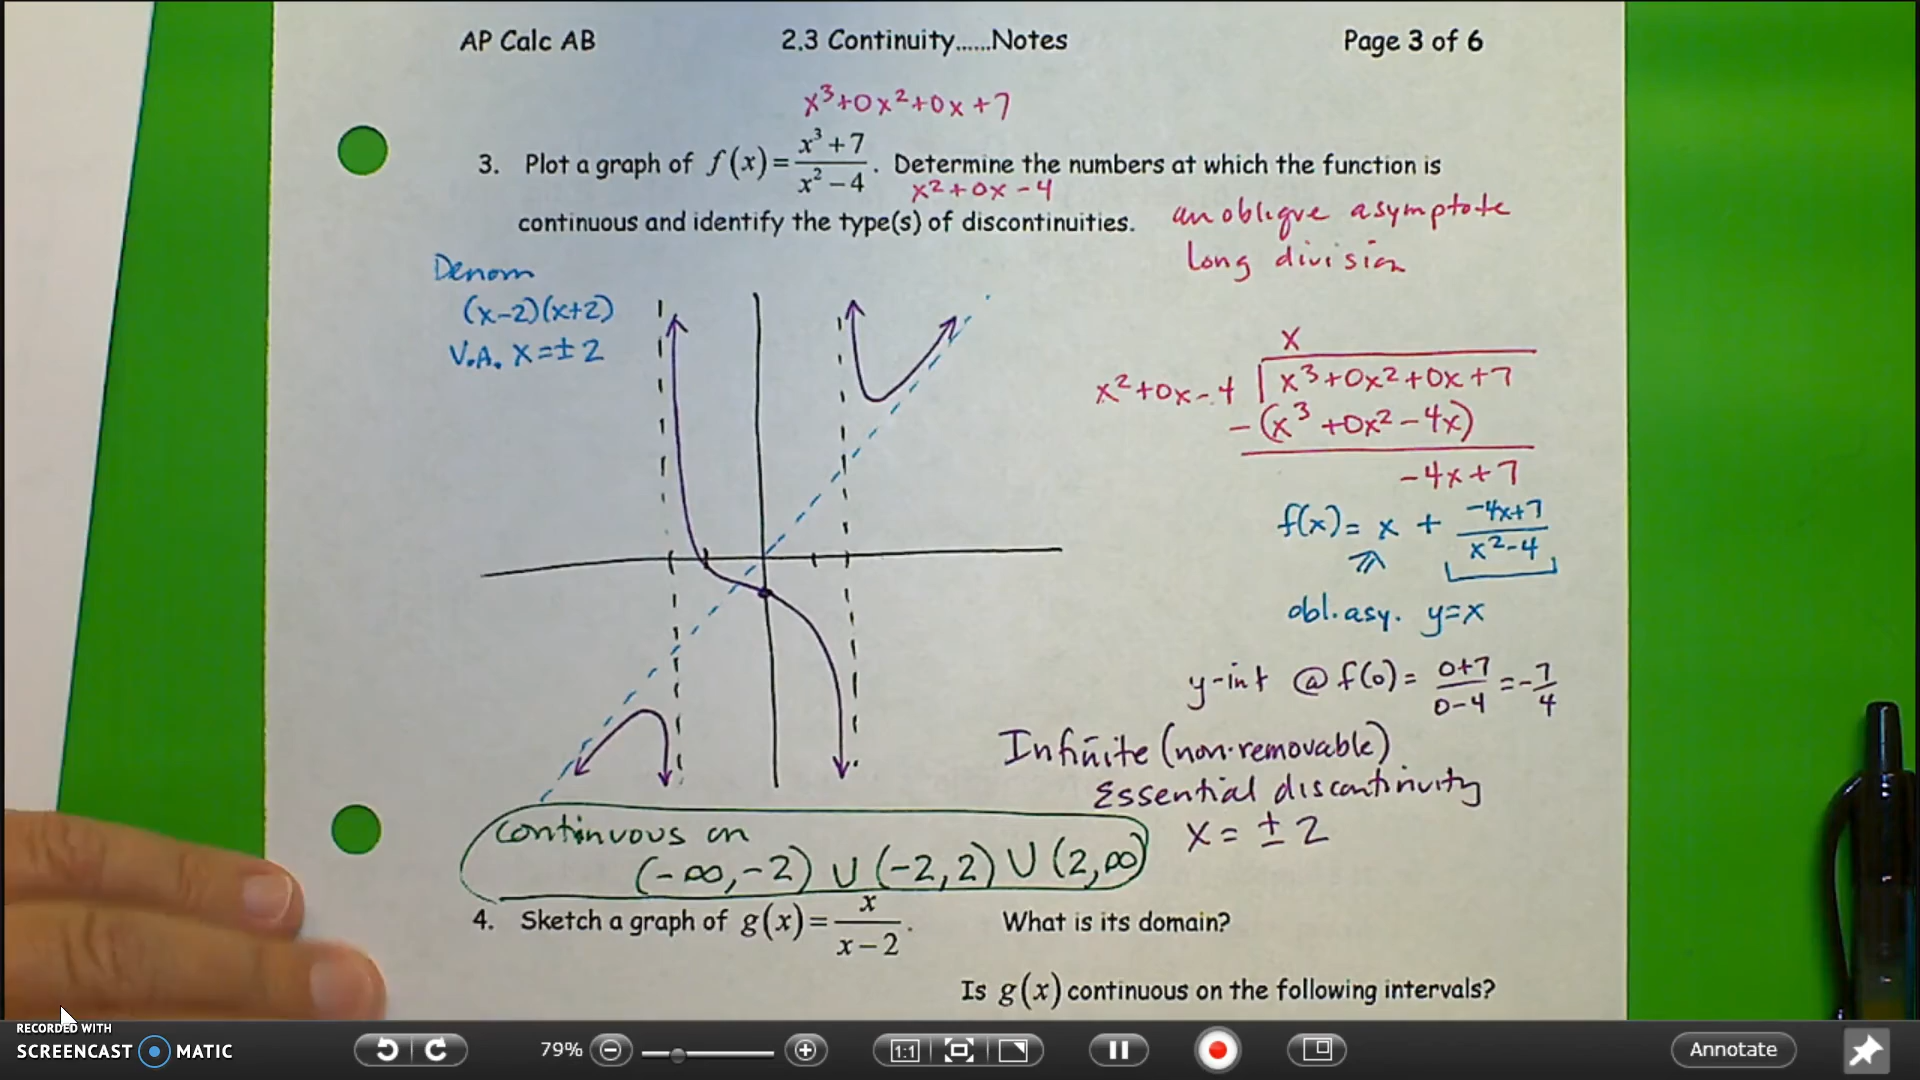 AP Calc AB 2.3 Continuity......Notes Page 3 of 6
x³+0x²+0x+7
3. Plot a graph of f(x)= (x³+7)/(x²−4). Determine the numbers at which the function is
x²+0x−4
continuous and identify the type(s) of discontinuities.
an oblique asymptote
long division
Denom
(x−2)(x+2)
V.A. x=±2
x
x²+0x−4 x³+0x²+0x+7
−(x³+0x²−4x)
−4x+7
f(x)= x + (−4x+7)/(x²−4)
obl. asy. y=x
y-int @ f(0)= (0+7)/(0−4) = −7/4
Infinite (non-removable)
Essential discontinuity
x = ±2
continuous on
(−∞,−2) ∪ (−2,2) ∪ (2,∞)
4. Sketch a graph of g(x)= x/(x−2). What is its domain?
Is g(x) continuous on the following intervals?
RECORDED WITH
SCREENCAST MATIC
79%
1:1
Annotate